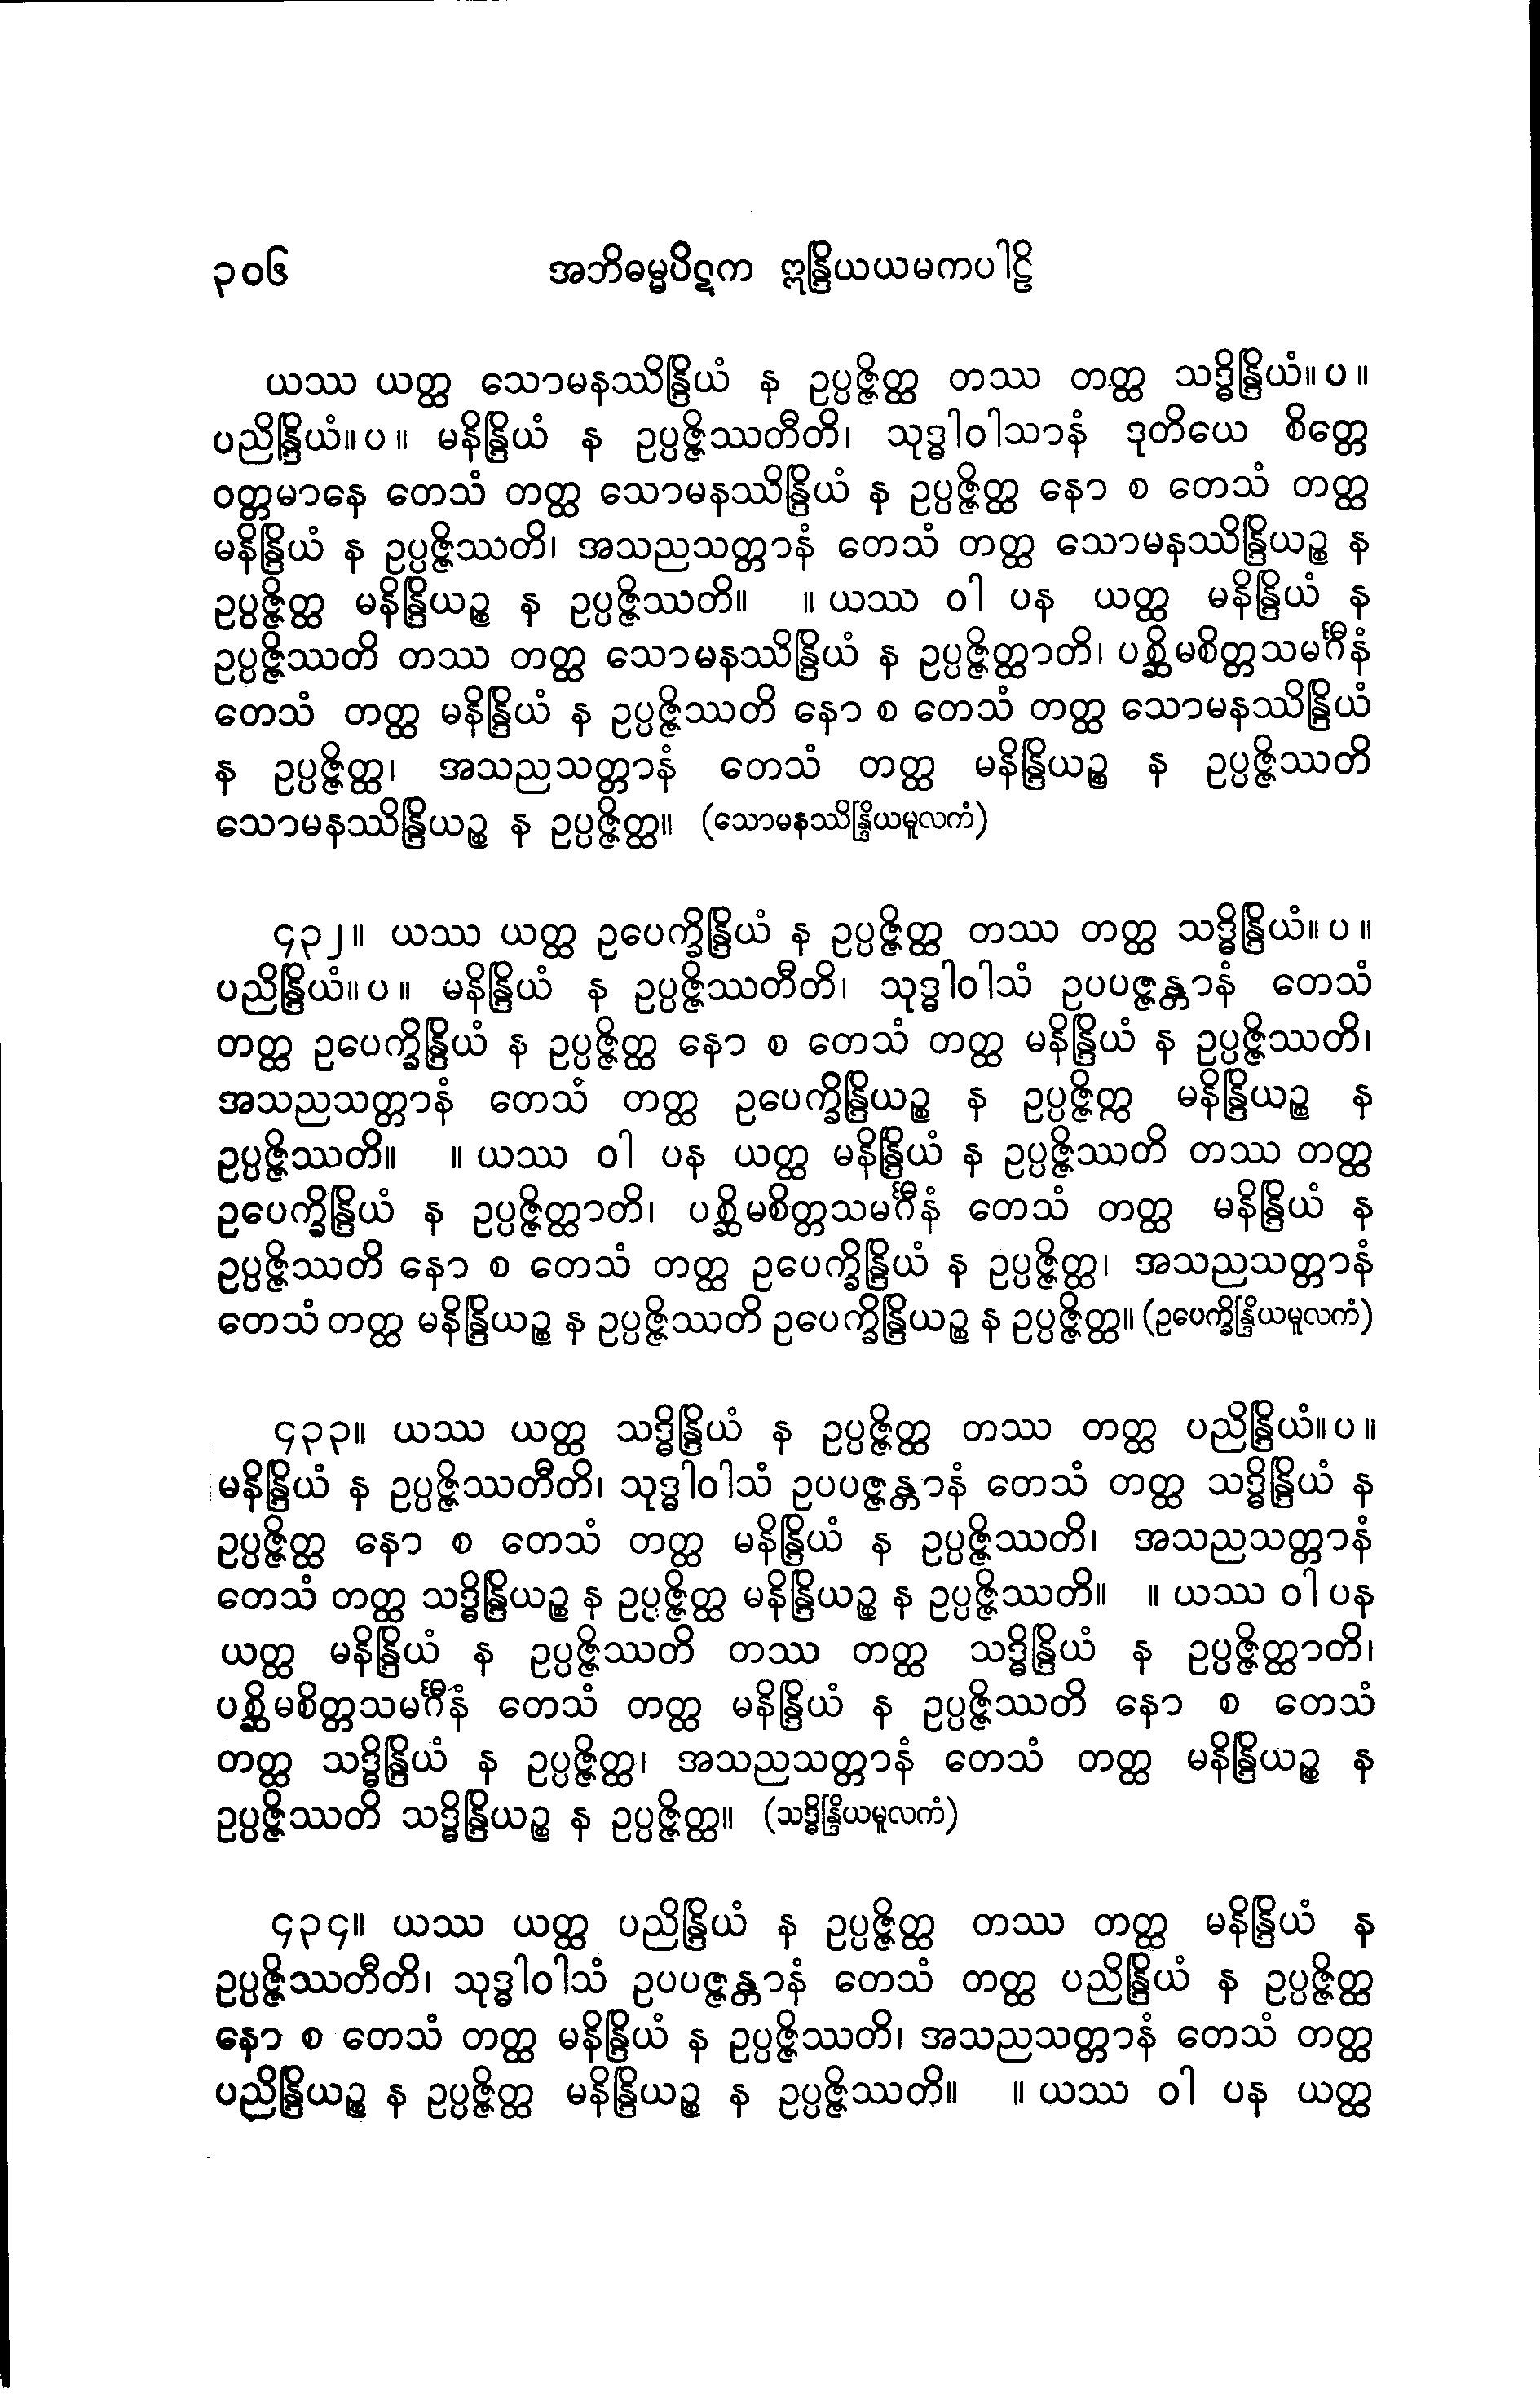 ၃၀၆ အဘိဓမ္မပိဋက ဣန္ဒြိယယမကပါဠိ
ယဿ ယတ္ထ သောမနဿိန္ဒြိယံ န ဥပ္ပဇ္ဇိတ္ထ တဿ တတ္ထ သဒ္ဓိန္ဒြိယံ။ ပ ။
ပညိန္ဒြိယံ။ ပ ။ မနိန္ဒြိယံ န ဥပ္ပဇ္ဇိဿတီတိ၊ သုဒ္ဓါဝါသာနံ ဒုတိယေ စိတ္တေ
ဝတ္တမာနေ တေသံ တတ္ထ သောမနဿိန္ဒြိယံ န ဥပ္ပဇ္ဇိတ္ထ နော စ တေသံ တတ္ထ
မနိန္ဒြိယံ န ဥပ္ပဇ္ဇိဿတိ၊ အသညသတ္တာနံ တေသံ တတ္ထ သောမနဿိန္ဒြိယဉ္စ န
ဥပ္ပဇ္ဇိတ္ထ မနိန္ဒြိယဉ္စ န ဥပ္ပဇ္ဇိဿတိ။ ။ ယဿ ဝါ ပန ယတ္ထ မနိန္ဒြိယံ န
ဥပ္ပဇ္ဇိဿတိ တဿ တတ္ထ သောမနဿိန္ဒြိယံ န ဥပ္ပဇ္ဇိတ္ထာတိ၊ ပစ္ဆိမစိတ္တသမင်္ဂီနံ
တေသံ တတ္ထ မနိန္ဒြိယံ န ဥပ္ပဇ္ဇိဿတိ နော စ တေသံ တတ္ထ သောမနဿိန္ဒြိယံ
န ဥပ္ပဇ္ဇိတ္ထ၊ အသညသတ္တာနံ တေသံ တတ္ထ မနိန္ဒြိယဉ္စ န ဥပ္ပဇ္ဇိဿတိ
သောမနဿိန္ဒြိယဉ္စ န ဥပ္ပဇ္ဇိတ္ထ။ (သောမနဿိန္ဒြိယမူလကံ)
၄၃၂။ ယဿ ယတ္ထ ဥပေက္ခိန္ဒြိယံ န ဥပ္ပဇ္ဇိတ္ထ တဿ တတ္ထ သဒ္ဓိန္ဒြိယံ။ ပ ။
ပညိန္ဒြိယံ။ ပ ။ မနိန္ဒြိယံ န ဥပ္ပဇ္ဇိဿတီတိ၊ သုဒ္ဓါဝါသံ ဥပပဇ္ဇန္တာနံ တေသံ
တတ္ထ ဥပေက္ခိန္ဒြိယံ န ဥပ္ပဇ္ဇိတ္ထ နော စ တေသံ တတ္ထ မနိန္ဒြိယံ န ဥပ္ပဇ္ဇိဿတိ၊
အသညသတ္တာနံ တေသံ တတ္ထ ဥပေက္ခိန္ဒြိယဉ္စ န ဥပ္ပဇ္ဇိတ္ထ မနိန္ဒြိယဉ္စ န
ဥပ္ပဇ္ဇိဿတိ။ ။ ယဿ ဝါ ပန ယတ္ထ မနိန္ဒြိယံ န ဥပ္ပဇ္ဇိဿတိ တဿ တတ္ထ
ဥပေက္ခိန္ဒြိယံ န ဥပ္ပဇ္ဇိတ္ထာတိ၊ ပစ္ဆိမစိတ္တသမင်္ဂီနံ တေသံ တတ္ထ မနိန္ဒြိယံ န
ဥပ္ပဇ္ဇိဿတိ နော စ တေသံ တတ္ထ ဥပေက္ခိန္ဒြိယံ န ဥပ္ပဇ္ဇိတ္ထ၊ အသညသတ္တာနံ
တေသံ တတ္ထ မနိန္ဒြိယဉ္စ န ဥပ္ပဇ္ဇိဿတိ ဥပေက္ခိန္ဒြိယဉ္စ န ဥပ္ပဇ္ဇိတ္ထ။ (ဥပေက္ခိန္ဒြိယမူလကံ)
၄၃၃။ ယဿ ယတ္ထ သဒ္ဓိန္ဒြိယံ န ဥပ္ပဇ္ဇိတ္ထ တဿ တတ္ထ ပညိန္ဒြိယံ။ ပ ။
မနိန္ဒြိယံ န ဥပ္ပဇ္ဇိဿတီတိ၊ သုဒ္ဓါဝါသံ ဥပပဇ္ဇန္တာနံ တေသံ တတ္ထ သဒ္ဓိန္ဒြိယံ န
ဥပ္ပဇ္ဇိတ္ထ နော စ တေသံ တတ္ထ မနိန္ဒြိယံ န ဥပ္ပဇ္ဇိဿတိ၊ အသညသတ္တာနံ
တေသံ တတ္ထ သဒ္ဓိန္ဒြိယဉ္စ န ဥပ္ပဇ္ဇိတ္ထ မနိန္ဒြိယဉ္စ န ဥပ္ပဇ္ဇိဿတိ။ ။ ယဿ ဝါ ပန
ယတ္ထ မနိန္ဒြိယံ န ဥပ္ပဇ္ဇိဿတိ တဿ တတ္ထ သဒ္ဓိန္ဒြိယံ န ဥပ္ပဇ္ဇိတ္ထာတိ၊
ပစ္ဆိမစိတ္တသမင်္ဂီနံ တေသံ တတ္ထ မနိန္ဒြိယံ န ဥပ္ပဇ္ဇိဿတိ နော စ တေသံ
တတ္ထ သဒ္ဓိန္ဒြိယံ န ဥပ္ပဇ္ဇိတ္ထ၊ အသညသတ္တာနံ တေသံ တတ္ထ မနိန္ဒြိယဉ္စ န
ဥပ္ပဇ္ဇိဿတိ သဒ္ဓိန္ဒြိယဉ္စ န ဥပ္ပဇ္ဇိတ္ထ။ (သဒ္ဓိန္ဒြိယမူလကံ)
၄၃၄။ ယဿ ယတ္ထ ပညိန္ဒြိယံ န ဥပ္ပဇ္ဇိတ္ထ တဿ တတ္ထ မနိန္ဒြိယံ န
ဥပ္ပဇ္ဇိဿတီတိ၊ သုဒ္ဓါဝါသံ ဥပပဇ္ဇန္တာနံ တေသံ တတ္ထ ပညိန္ဒြိယံ န ဥပ္ပဇ္ဇိတ္ထ
နော စ တေသံ တတ္ထ မနိန္ဒြိယံ န ဥပ္ပဇ္ဇိဿတိ၊ အသညသတ္တာနံ တေသံ တတ္ထ
ပညိန္ဒြိယဉ္စ န ဥပ္ပဇ္ဇိတ္ထ မနိန္ဒြိယဉ္စ န ဥပ္ပဇ္ဇိဿတိ။ ။ ယဿ ဝါ ပန ယတ္ထ